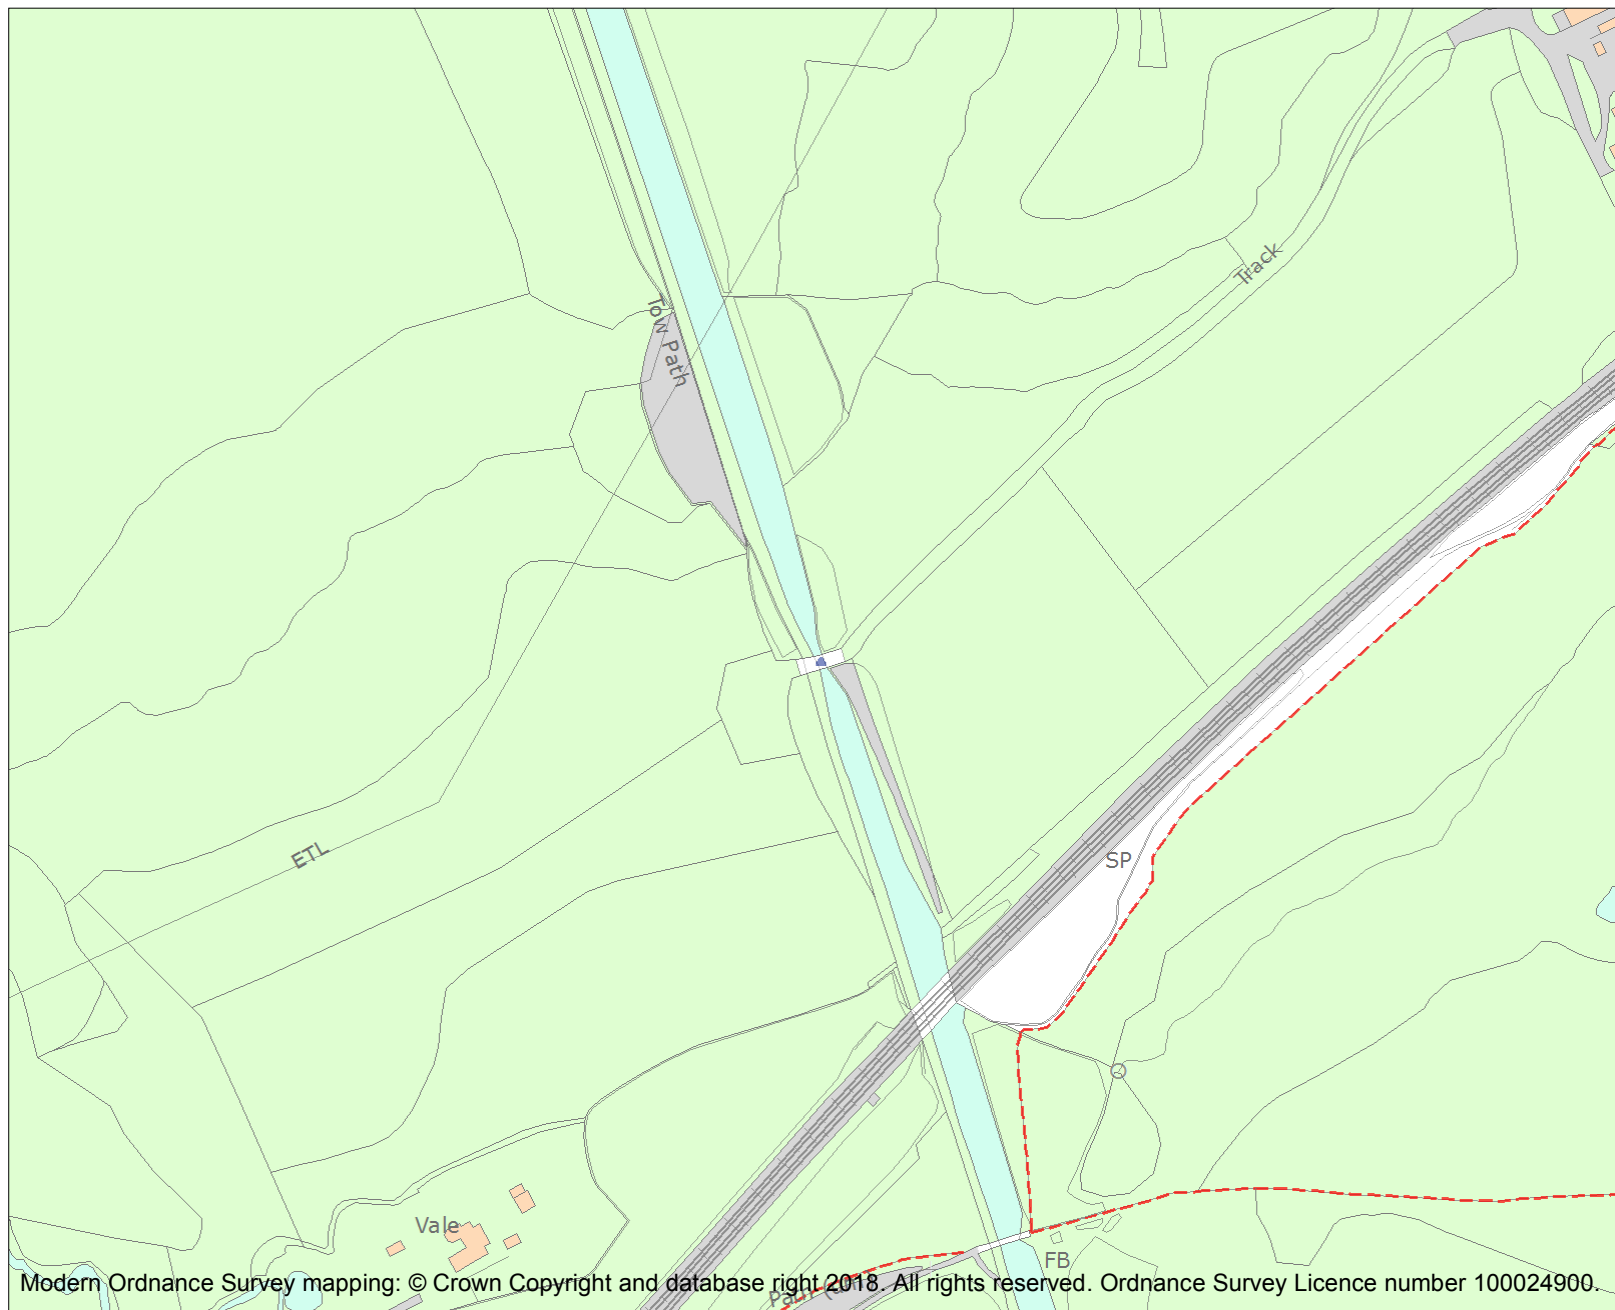 Track
Tow Path
ETL
SP
Vale
FB
Path
Modern Ordnance Survey mapping: © Crown Copyright and database right 2018. All rights reserved. Ordnance Survey Licence number 100024900.